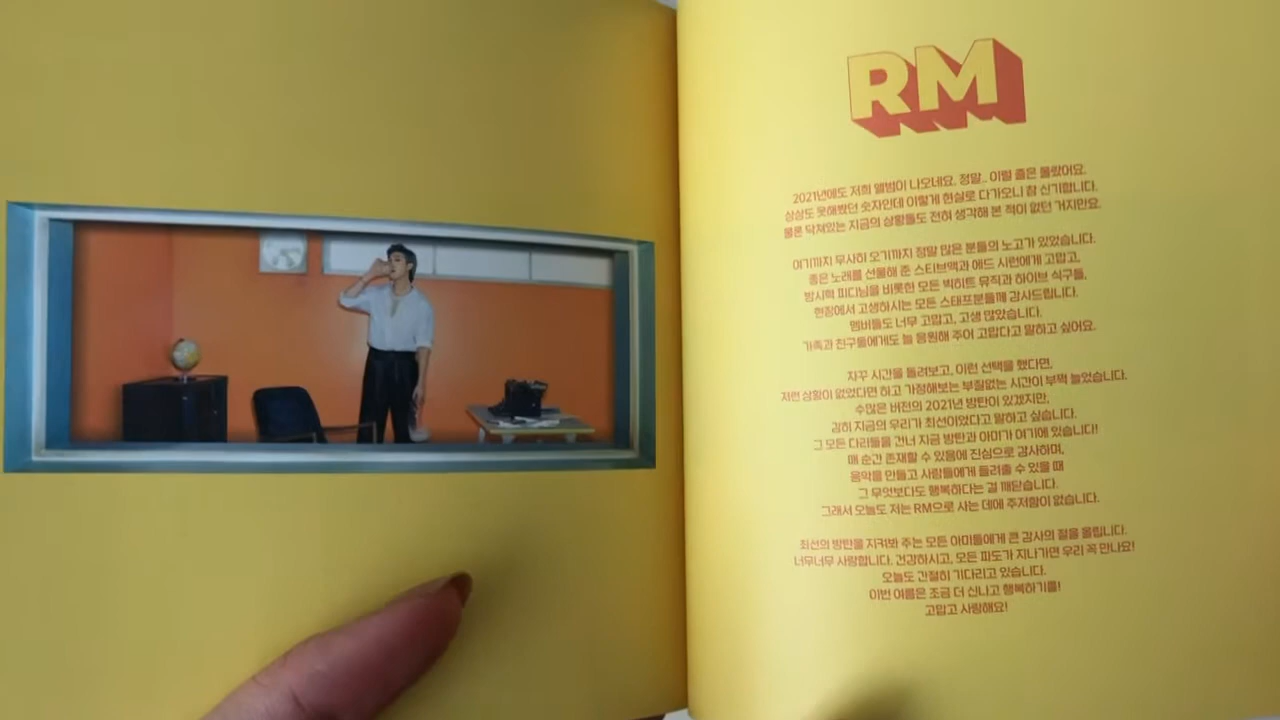 RM
2021년에도 저희 앨범이 나오네요. 정말.. 이럴 줄은 몰랐어요.
상상도 못해봤던 숫자인데 이렇게 현실로 다가오니 참 신기합니다.
물론 닥쳐있는 지금의 상황들도 전혀 생각해 본 적이 없던 거지만요.
여기까지 무사히 오기까지 정말 많은 분들의 노고가 있었습니다.
좋은 노래를 선물해 준 스티브맥과 에드 시런에게 고맙고,
방시혁 피디님을 비롯한 모든 빅히트 뮤직과 하이브 식구들,
현장에서 고생하시는 모든 스태프분들께 감사드립니다.
멤버들도 너무 고맙고, 고생 많았습니다.
가족과 친구들에게도 늘 응원해 주어 고맙다고 말하고 싶어요.
자꾸 시간을 돌려보고, 이런 선택을 했다면,
저런 상황이 없었다면 하고 가정해보는 부질없는 시간이 부쩍 늘었습니다.
수많은 버전의 2021년 방탄이 있겠지만,
감히 지금의 우리가 최선이었다고 말하고 싶습니다.
그 모든 다리들을 건너 지금 방탄과 아미가 여기에 있습니다!
매 순간 존재할 수 있음에 진심으로 감사하며,
음악을 만들고 사람들에게 들려줄 수 있을 때
그 무엇보다도 행복하다는 걸 깨닫습니다.
그래서 오늘도 저는 RM으로 사는 데에 주저함이 없습니다.
최선의 방탄을 지켜봐 주는 모든 아미들에게 큰 감사의 절을 올립니다.
너무너무 사랑합니다. 건강하시고, 모든 파도가 지나가면 우리 꼭 만나요!
오늘도 간절히 기다리고 있습니다.
이번 여름은 조금 더 신나고 행복하기를!
고맙고 사랑해요!